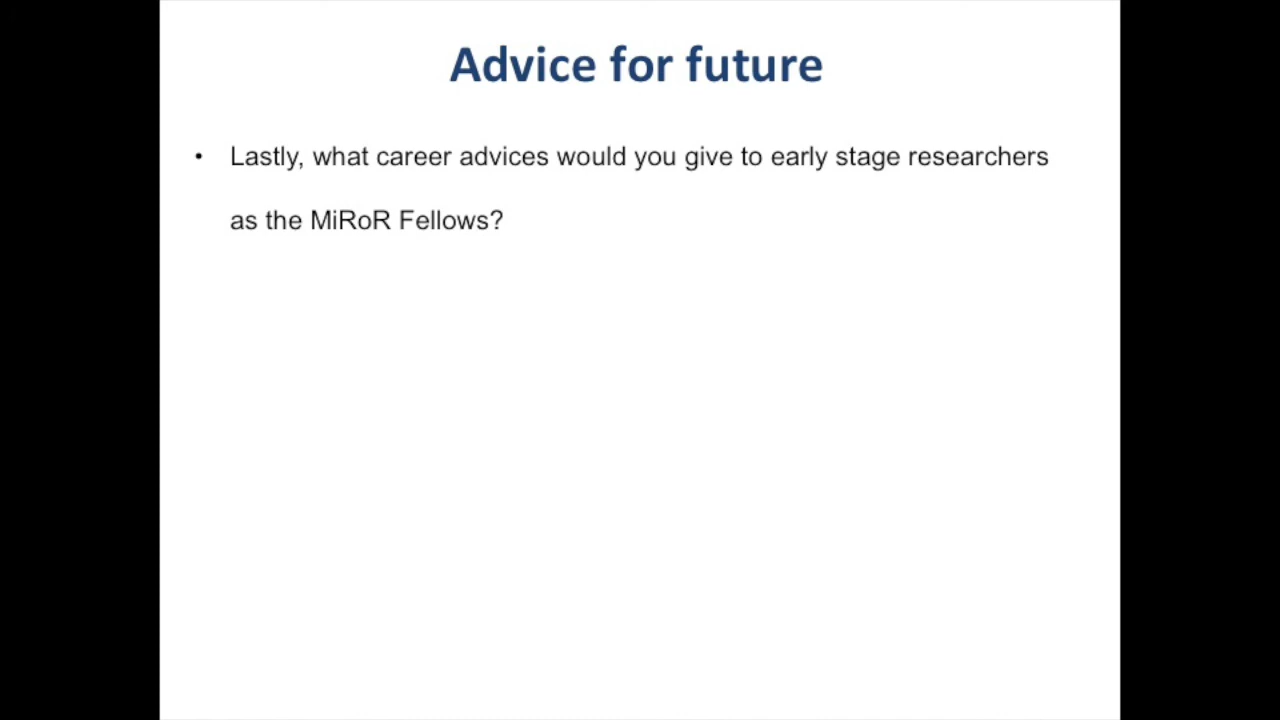 Advice for future
• Lastly, what career advices would you give to early stage researchers
as the MiRoR Fellows?